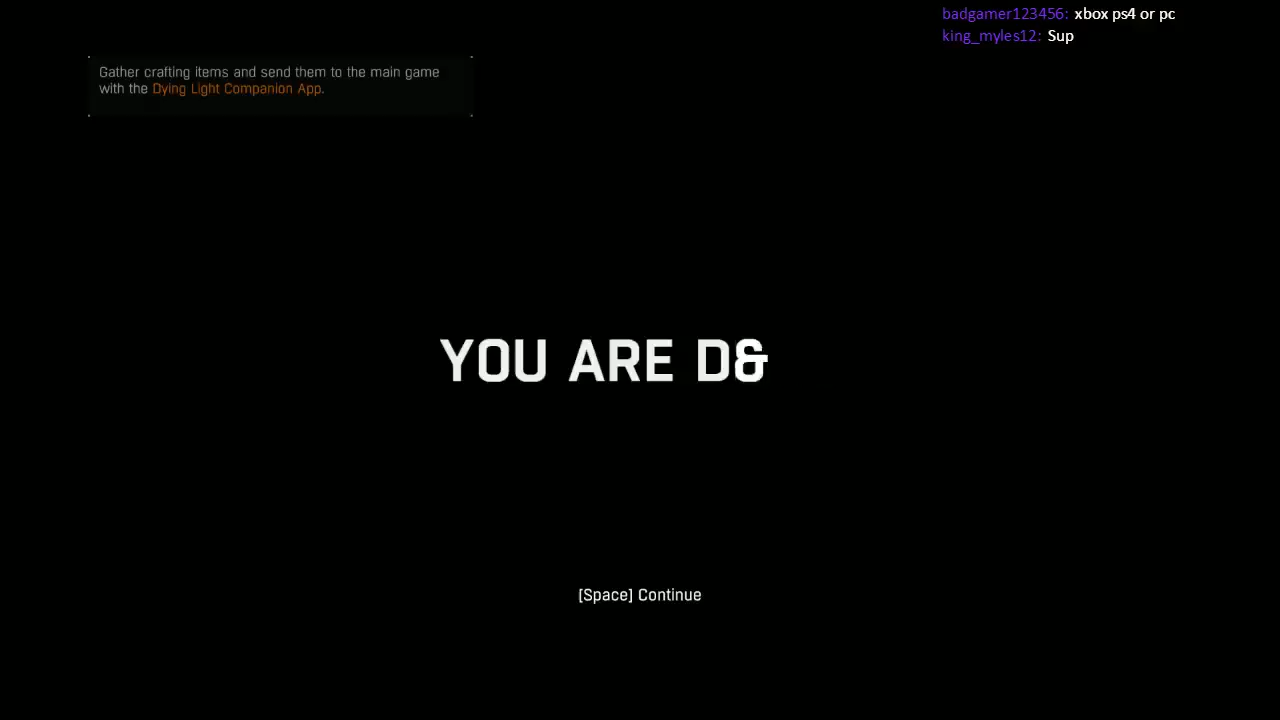 badgamer123456: xbox ps4 or pc
king_myles12: Sup
Gather crafting items and send them to the main game
with the Dying Light Companion App.
YOU ARE D&
[Space] Continue